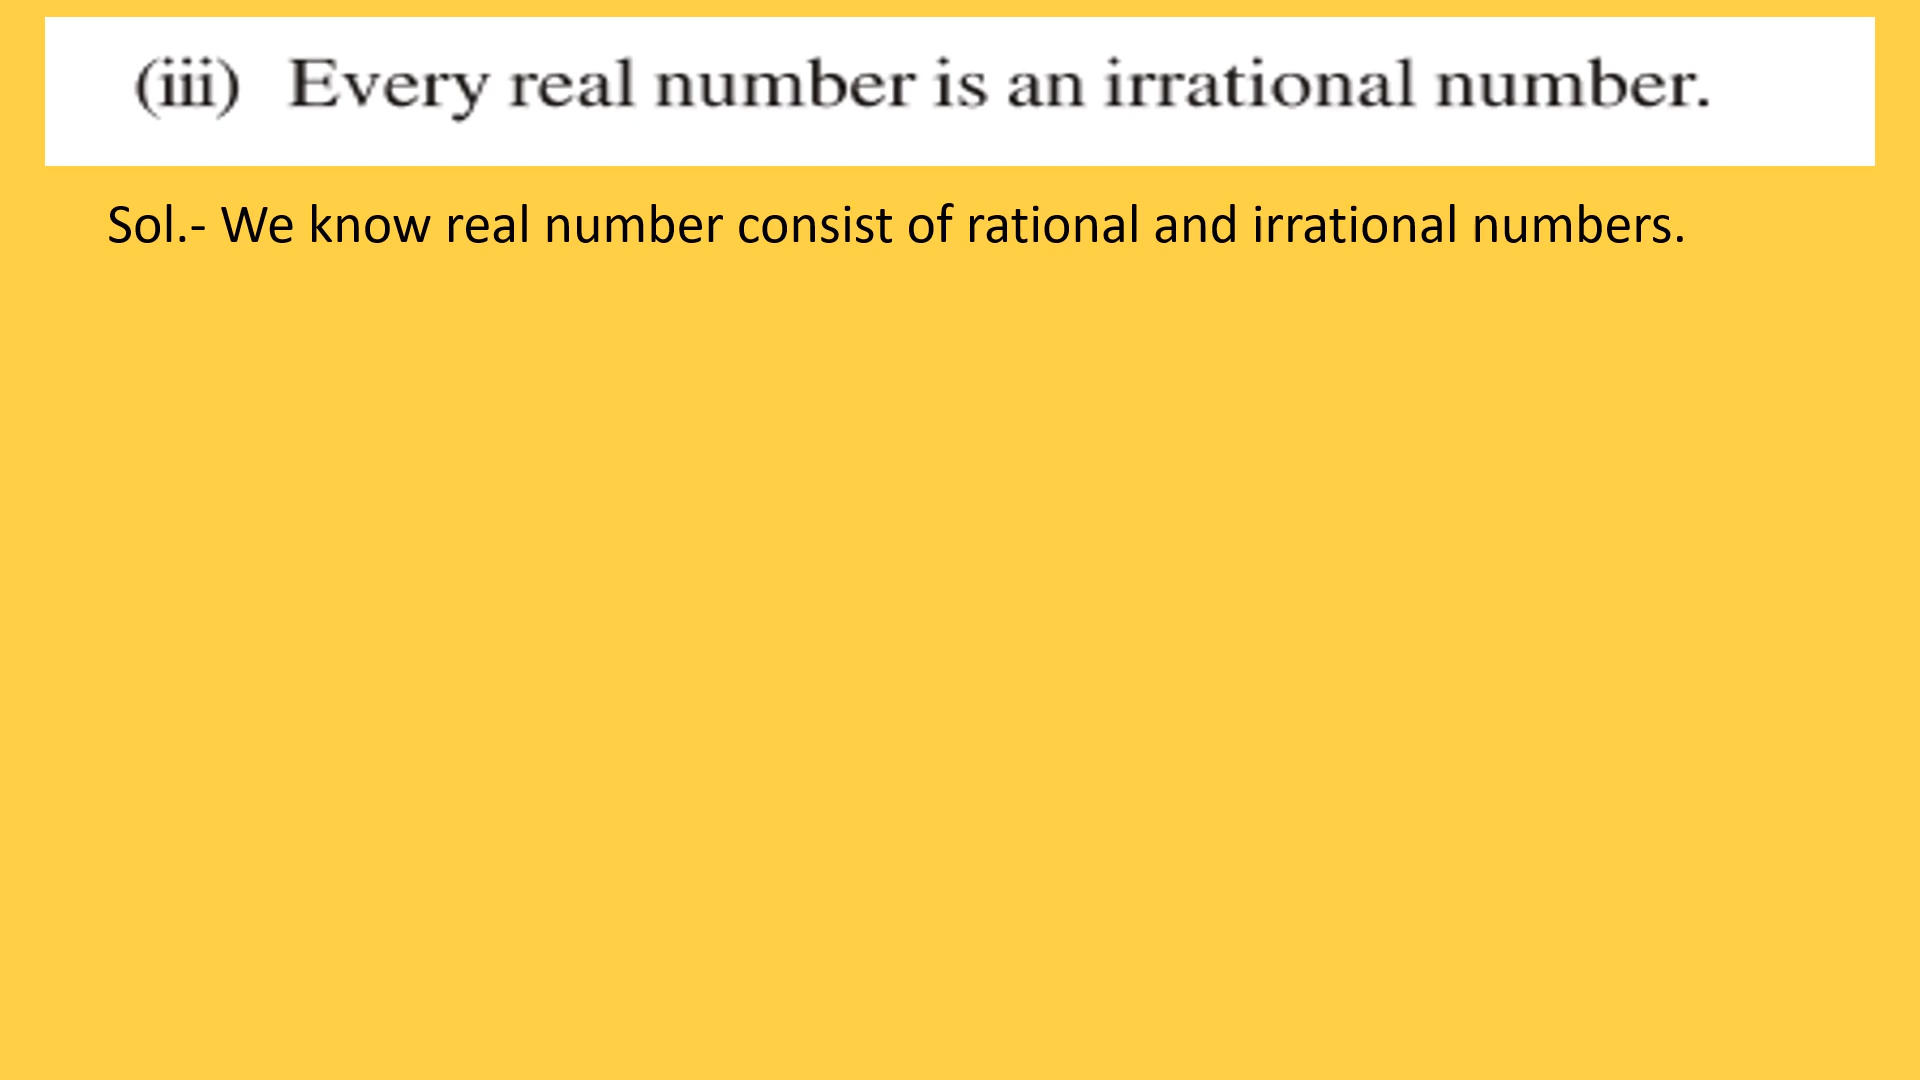 (iii) Every real number is an irrational number.
Sol.- We know real number consist of rational and irrational numbers.